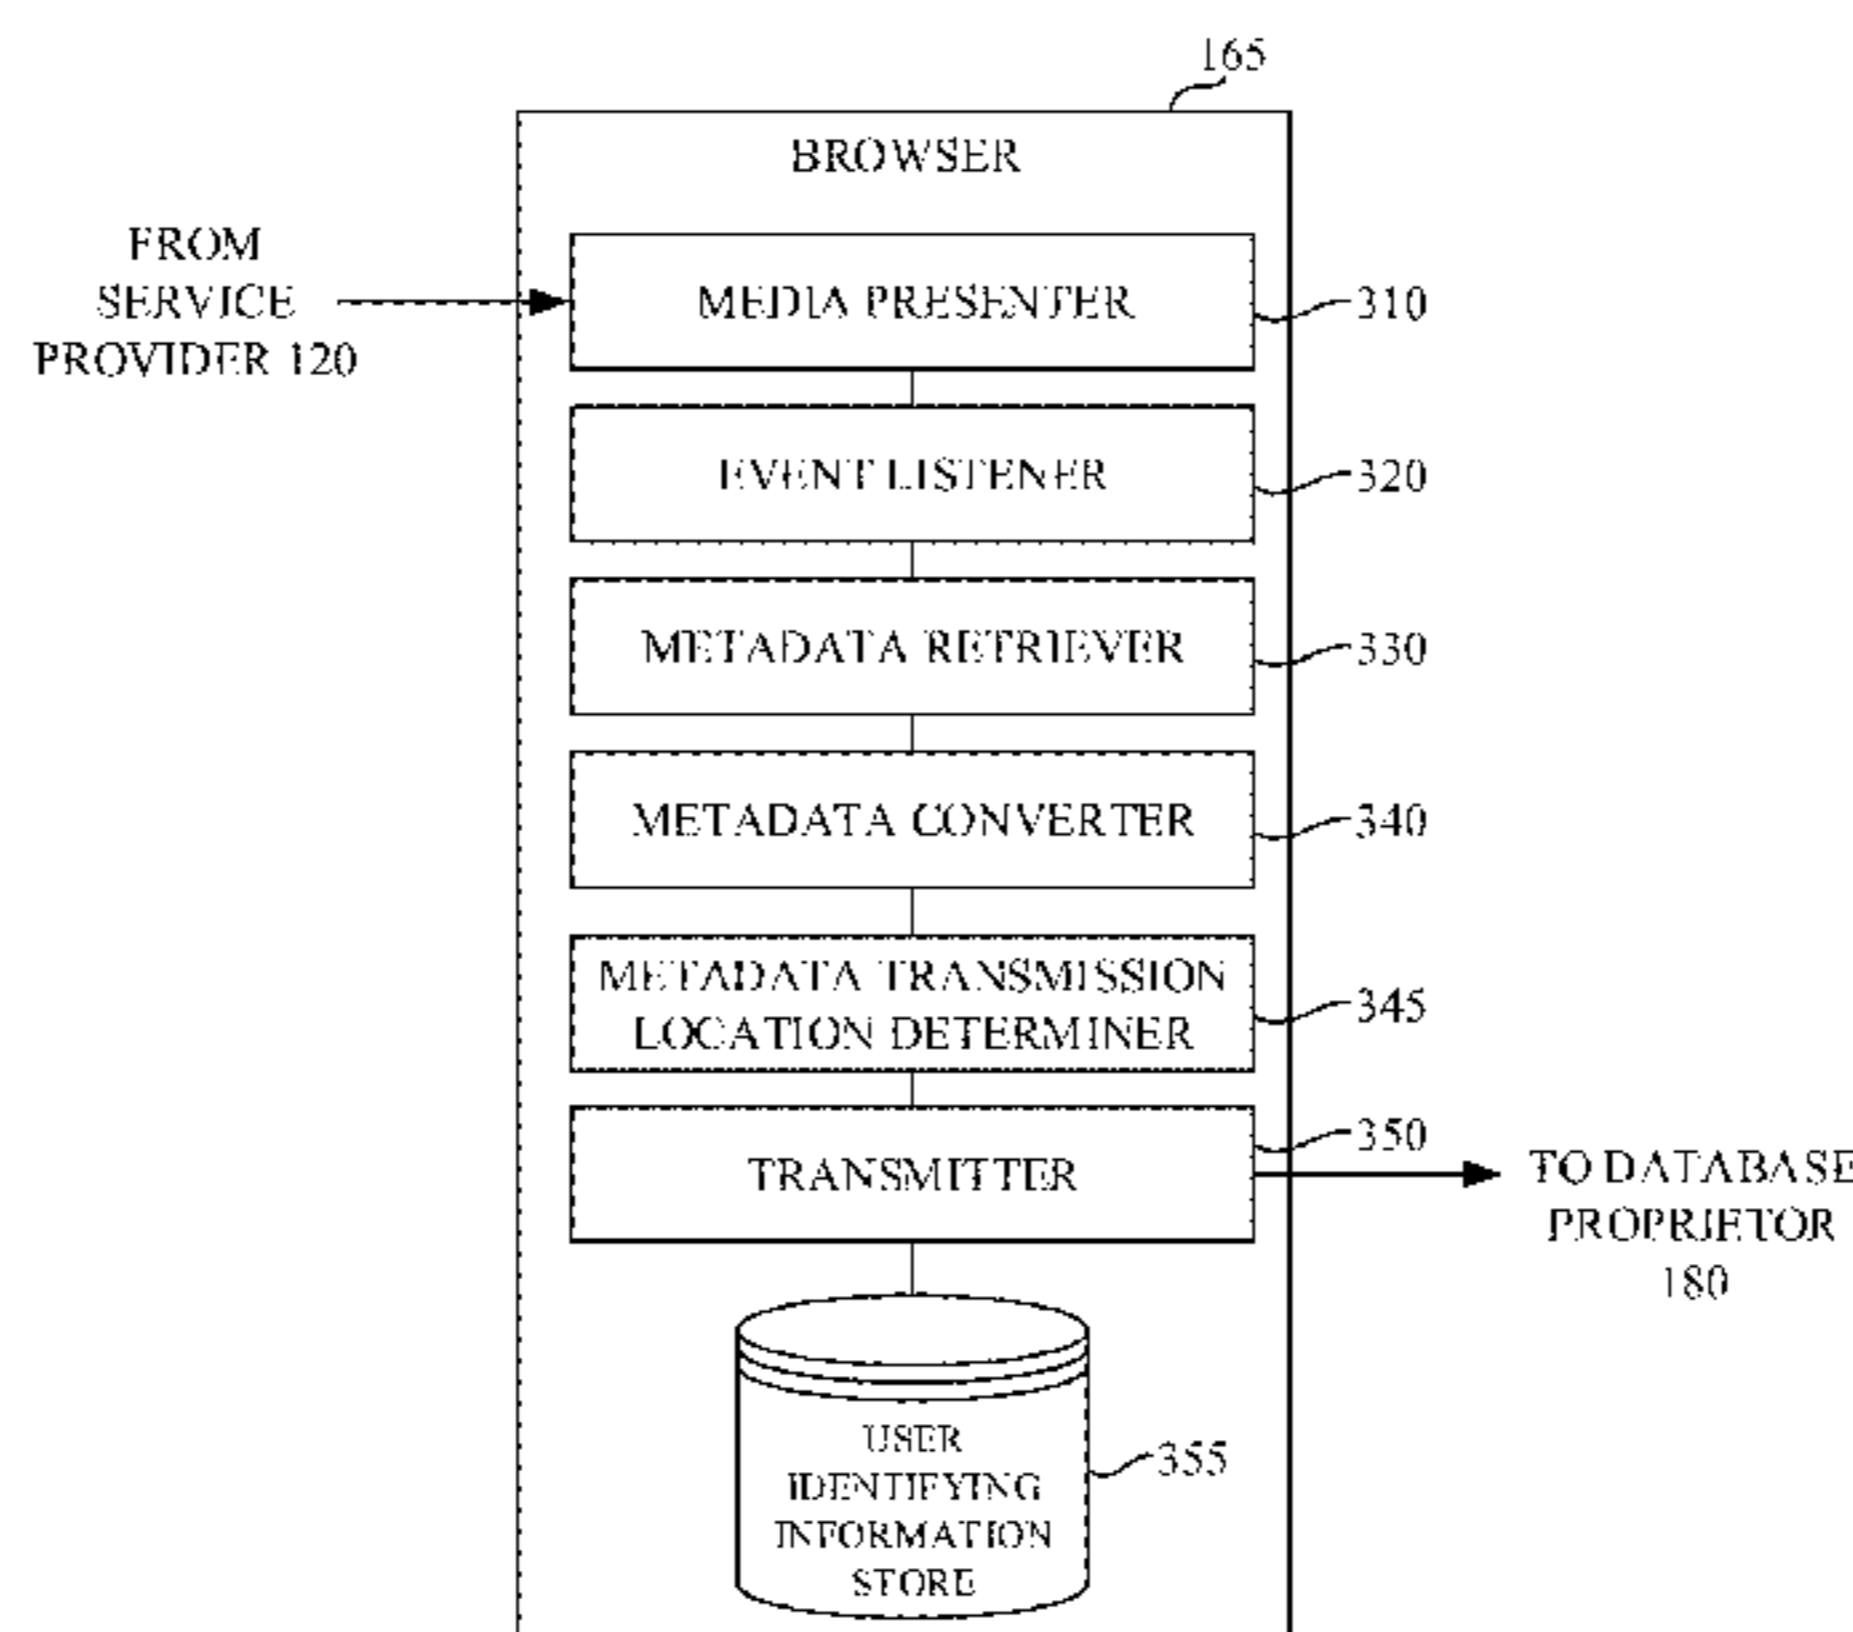 165
BROWSER
FROM
SERVICE
PROVIDER 120
MEDIA PRESENTER
310
EVENT LISTENER
320
METADATA RETRIEVER
330
METADATA CONVERTER
340
METADATA TRANSMISSION
LOCATION DETERMINER
345
350
TRANSMITTER
TO DATABASE
PROPRIETOR
180
USER
IDENTIFYING
INFORMATION
STORE
355